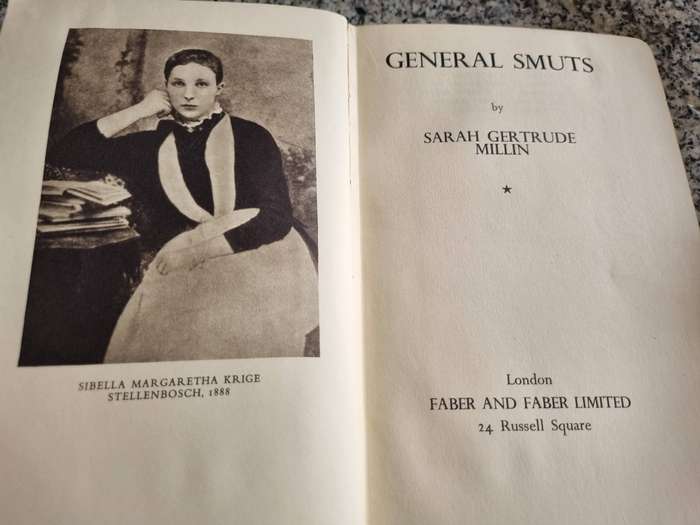 SIBELLA MARGARETHA KRIGE
STELLENBOSCH, 1888
GENERAL SMUTS
by
SARAH GERTRUDE
MILLIN
★
London
FABER AND FABER LIMITED
24 Russell Square